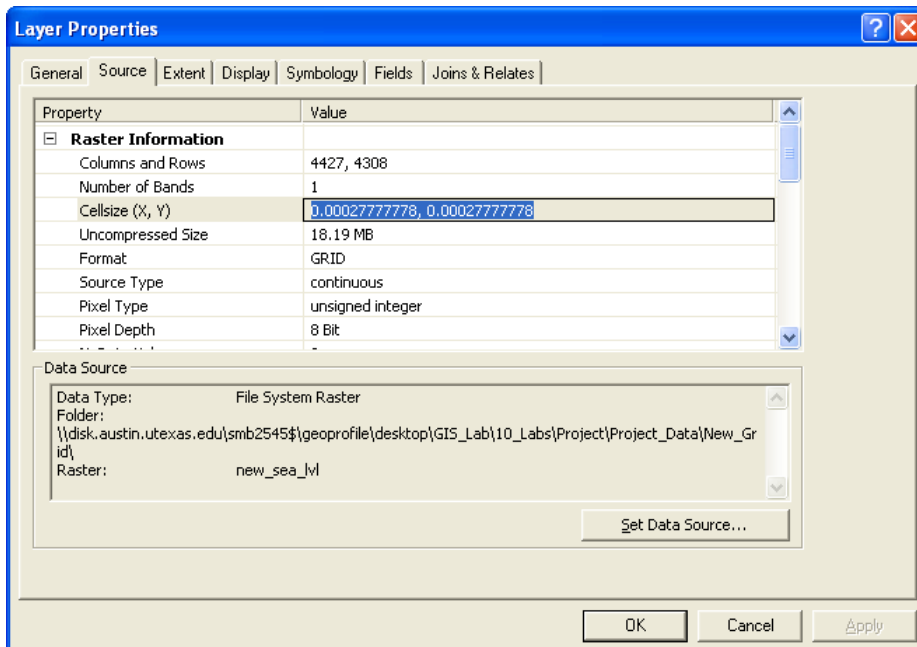 Layer Properties
General Source Extent Display Symbology Fields Joins & Relates
Property Value
Raster Information
Columns and Rows 4427, 4308
Number of Bands 1
Cellsize (X, Y) 0.00027777778, 0.00027777778
Uncompressed Size 18.19 MB
Format GRID
Source Type continuous
Pixel Type unsigned integer
Pixel Depth 8 Bit
Data Source
Data Type: File System Raster
Folder:
\\disk.austin.utexas.edu\smb2545$\geoprofile\desktop\GIS_Lab\10_Labs\Project\Project_Data\New_Gr
id\
Raster: new_sea_lvl
Set Data Source...
OK Cancel Apply